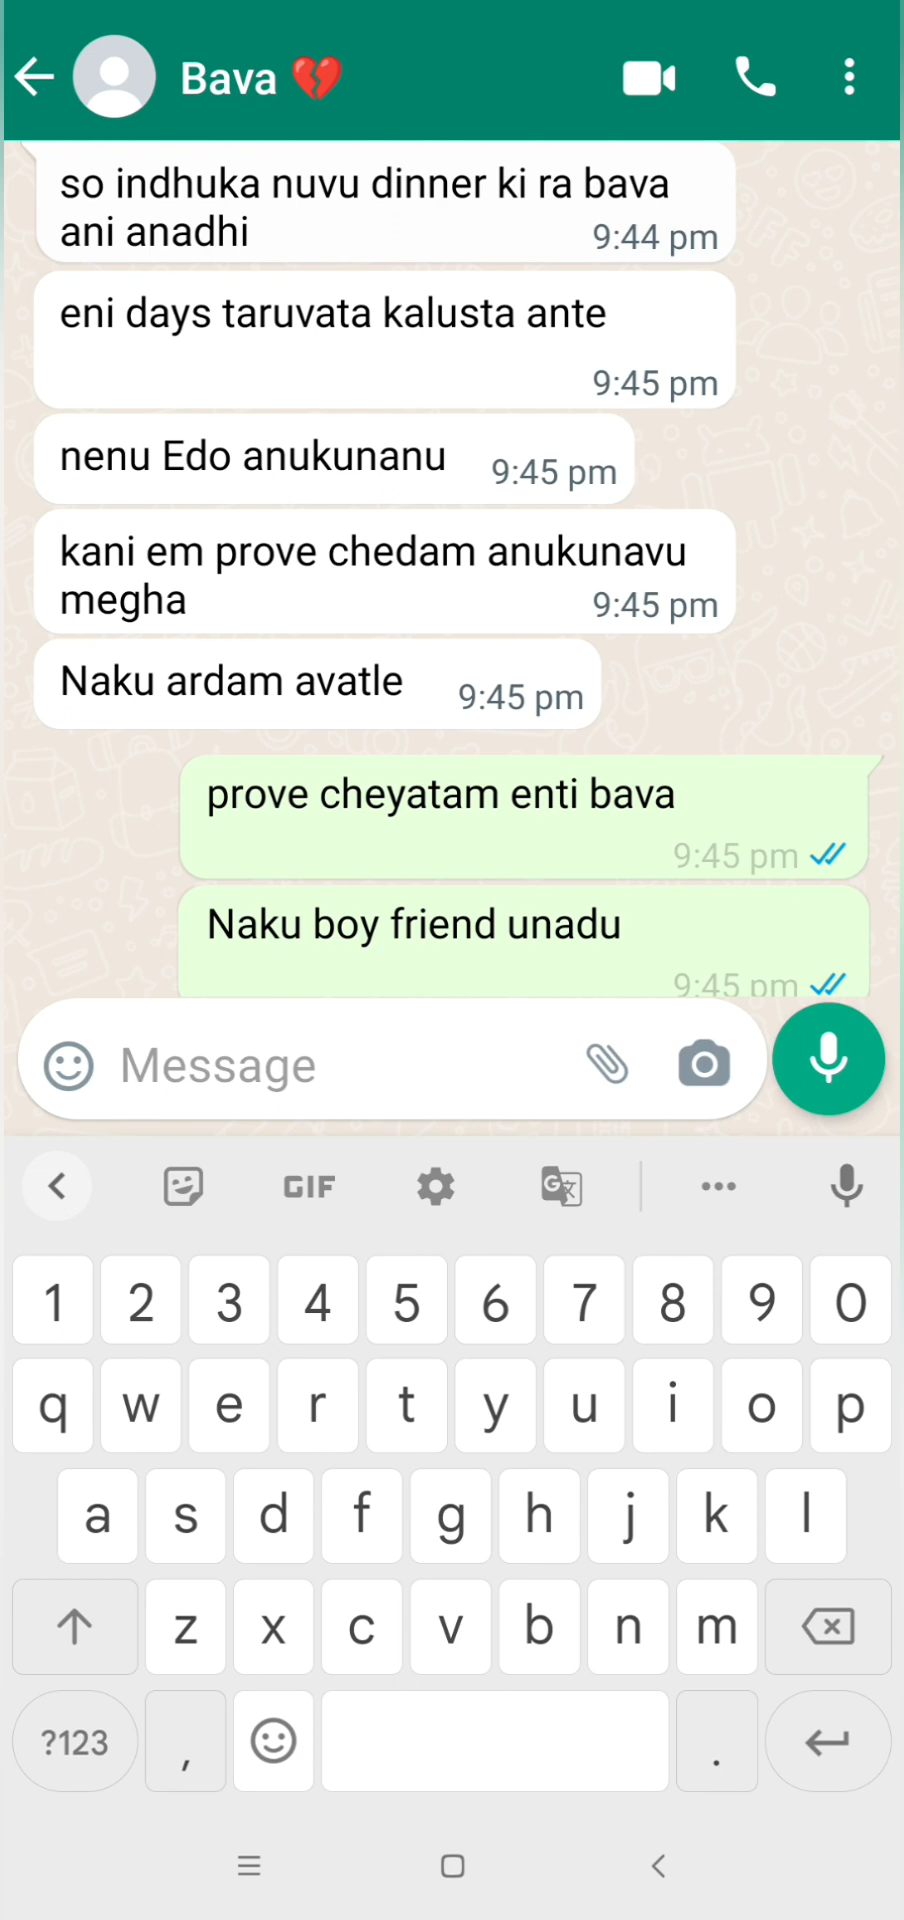 Bava 💔
so indhuka nuvu dinner ki ra bava
ani anadhi
9:44 pm
eni days taruvata kalusta ante
9:45 pm
nenu Edo anukunanu
9:45 pm
kani em prove chedam anukunavu
megha
9:45 pm
Naku ardam avatle
9:45 pm
prove cheyatam enti bava
9:45 pm
Naku boy friend unadu
9:45 pm
Message
GIF
1 2 3 4 5 6 7 8 9 0
q w e r t y u i o p
a s d f g h j k l
z x c v b n m
?123 , .